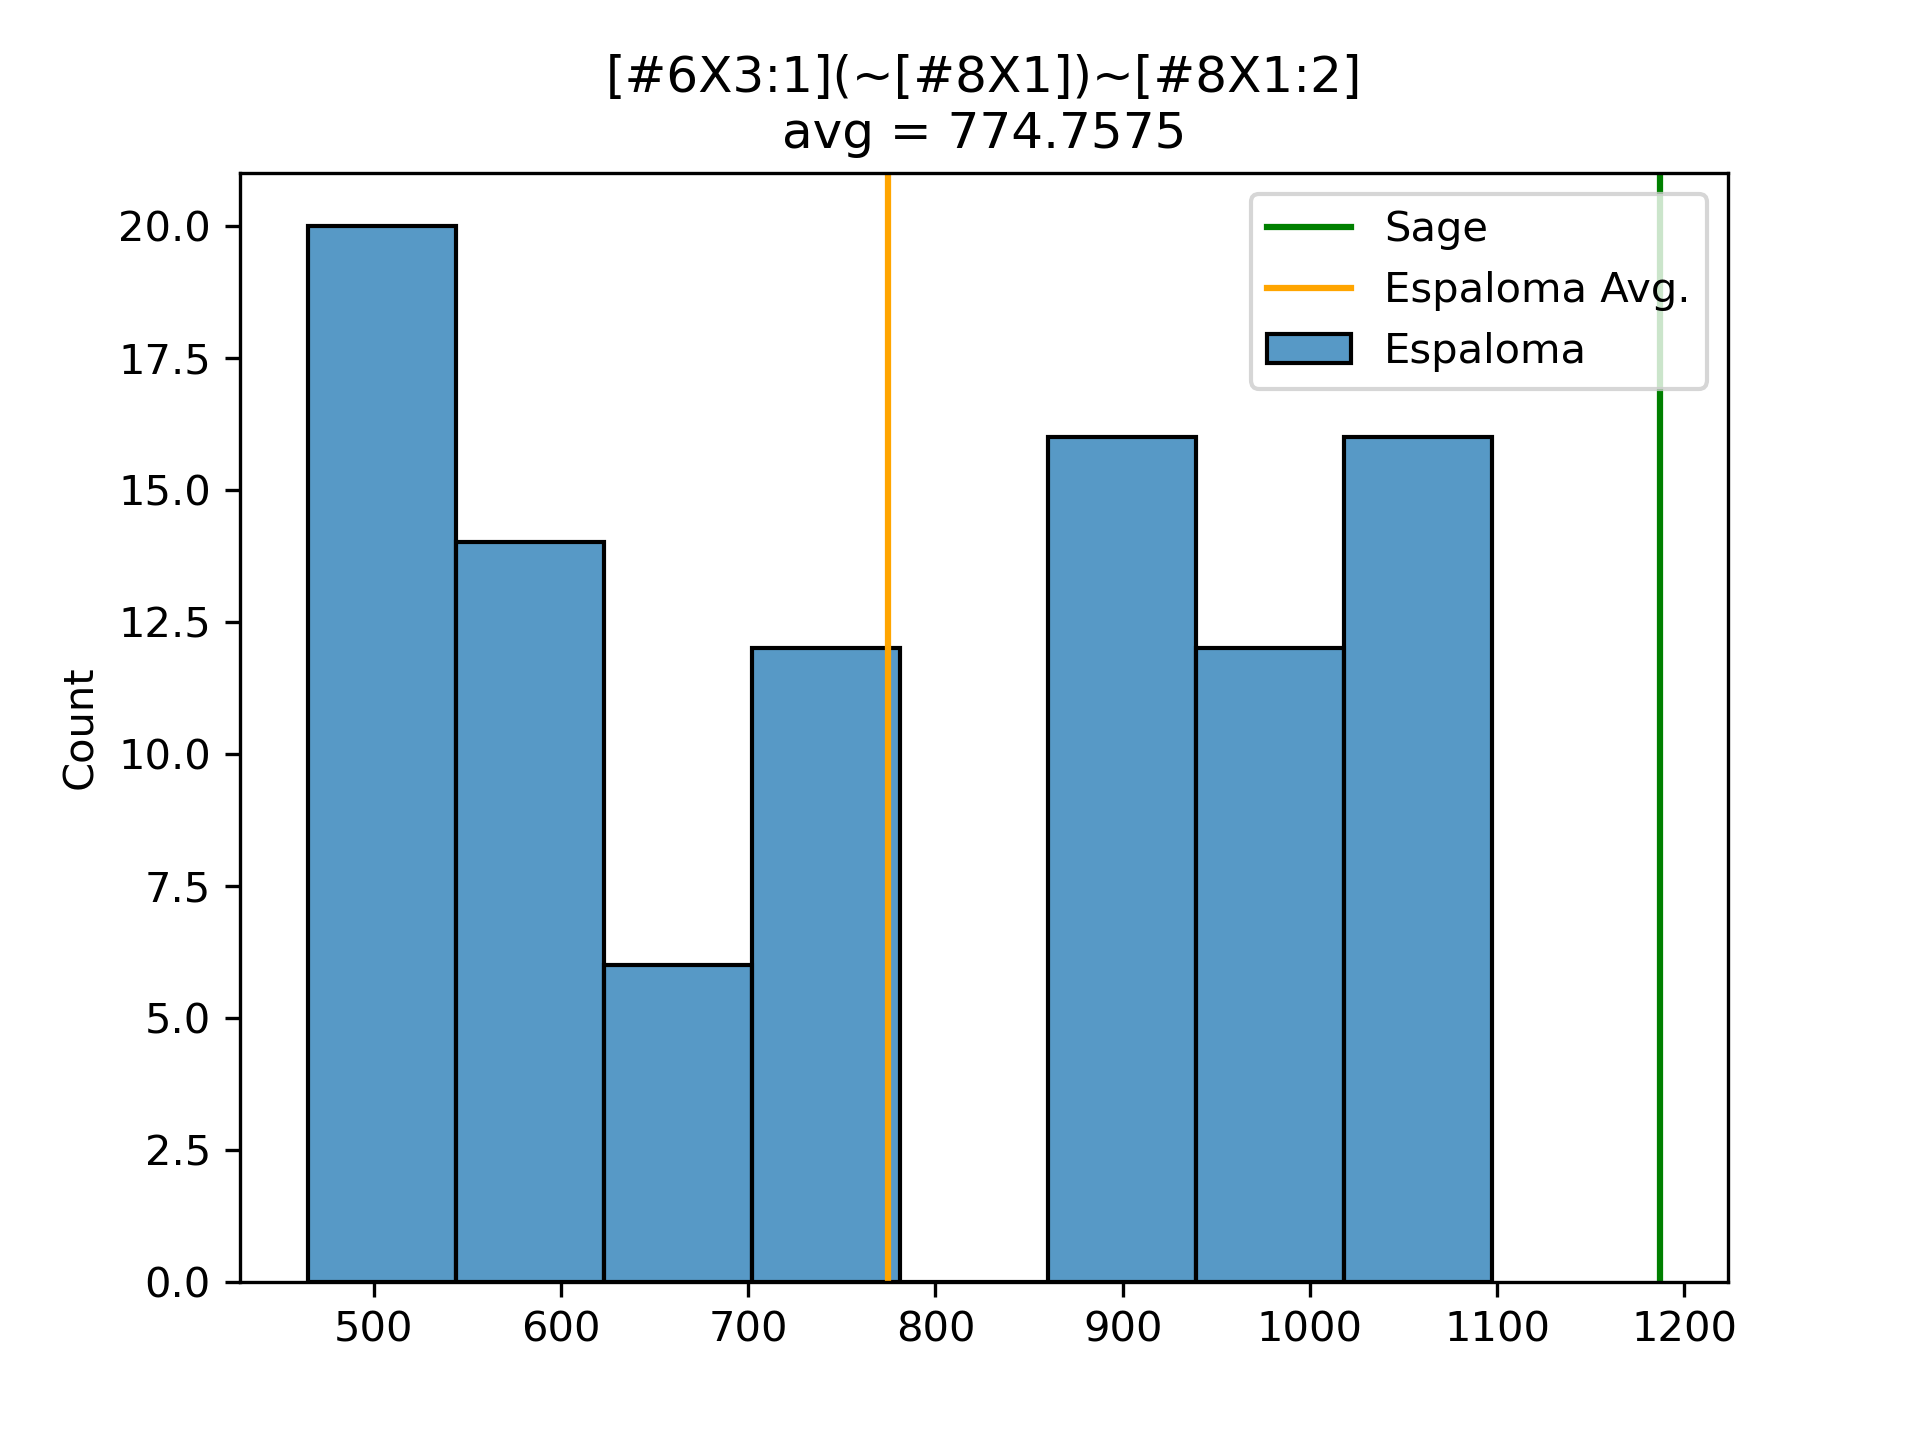 [#6X3:1](~[#8X1])~[#8X1:2]
avg = 774.7575
Sage
Espaloma Avg.
Espaloma
Count
20.0
17.5
15.0
12.5
10.0
7.5
5.0
2.5
0.0
500 600 700 800 900 1000 1100 1200